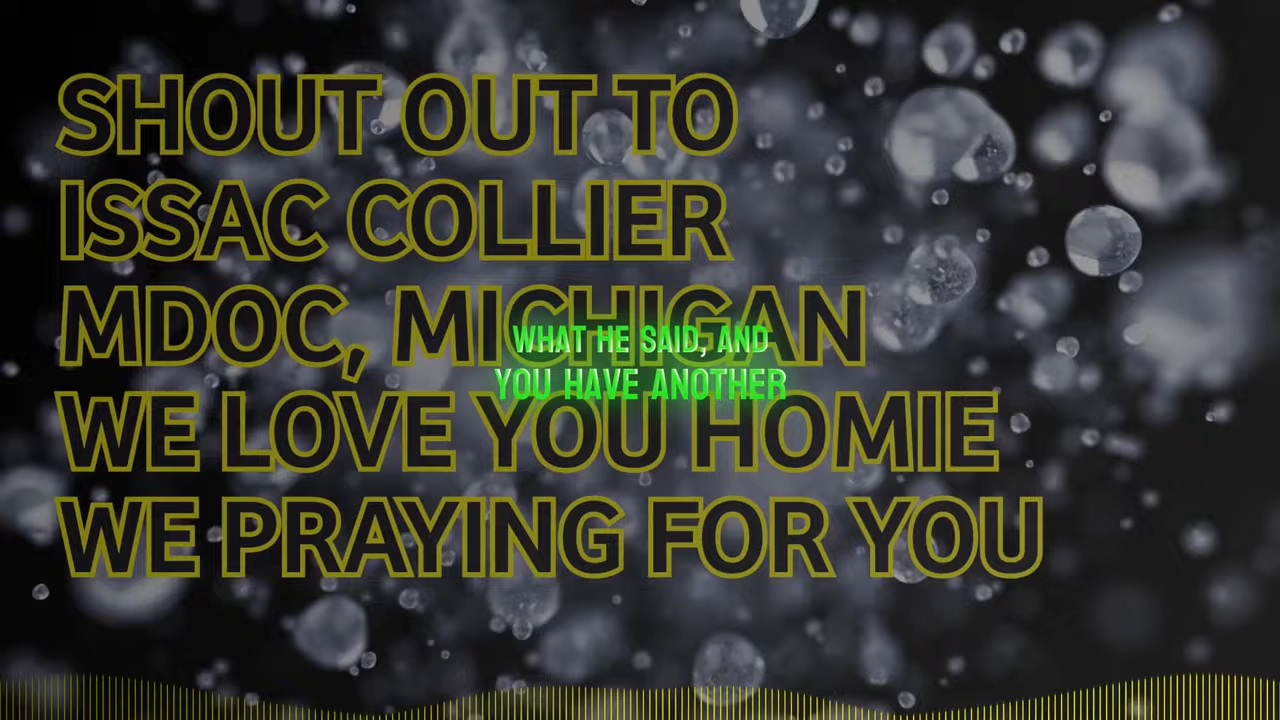 SHOUT OUT TO
ISSAC COLLIER
MDOC, MICHIGAN
WHAT HE SAID, AND
YOU HAVE ANOTHER
WE LOVE YOU HOMIE
WE PRAYING FOR YOU